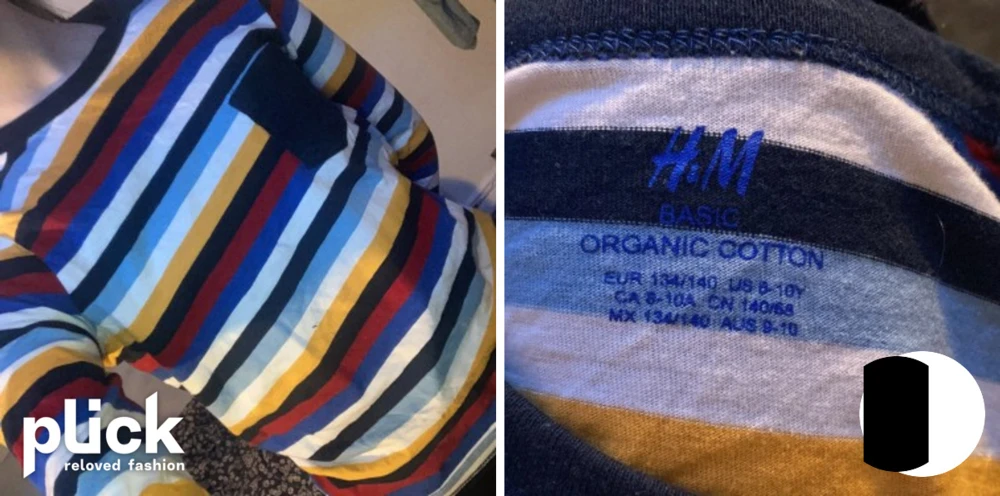 plick
reloved fashion
H&M
BASIC
ORGANIC COTTON
EUR 134/140 US 8-10Y
CA 8-10A CN 140/68
MX 134/140 AUS 9-10